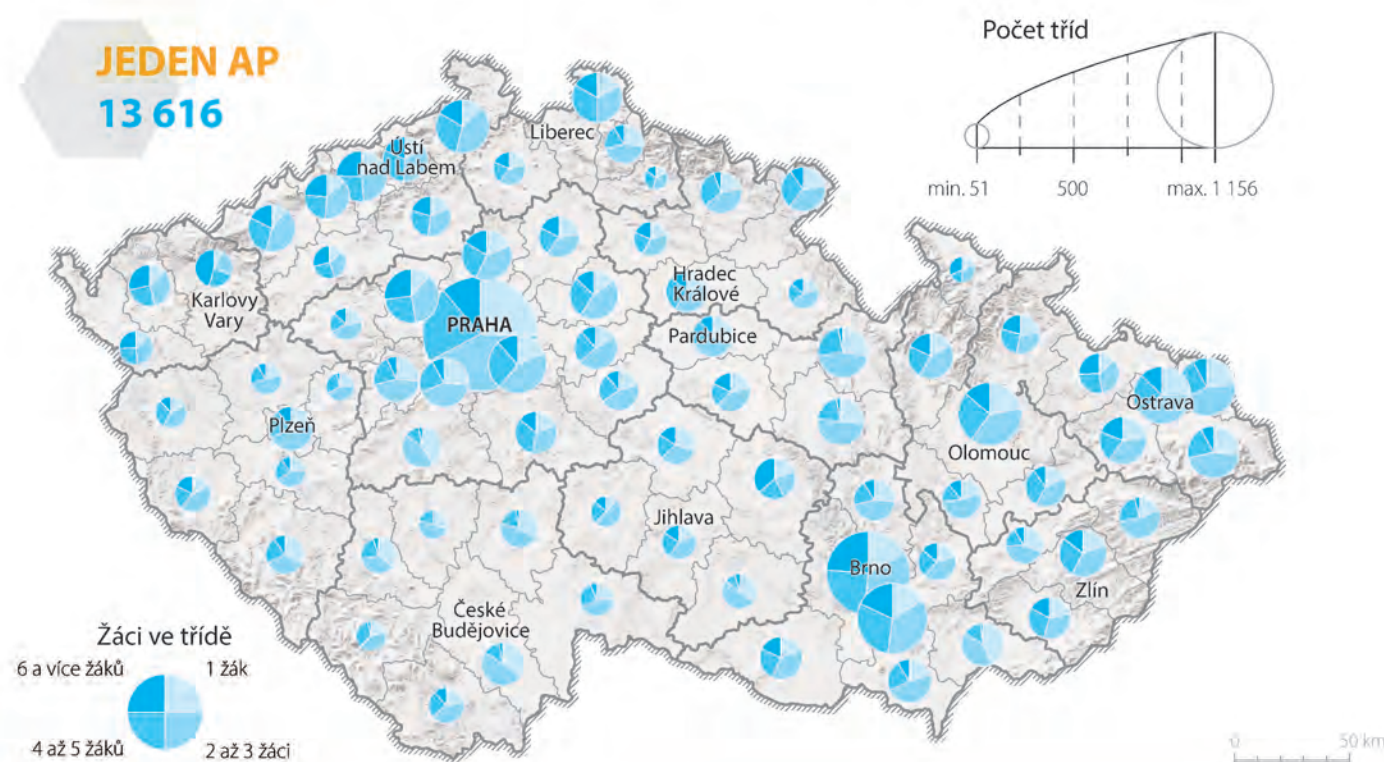 JEDEN AP
13 616
Počet tříd
min. 51
500
max. 1 156
Liberec
Ústí
nad Labem
Karlovy
Vary
PRAHA
Hradec
Králové
Pardubice
Plzeň
Ostrava
Olomouc
Jihlava
Brno
Zlín
České
Budějovice
Žáci ve třídě
6 a více žáků
1 žák
4 až 5 žáků
2 až 3 žáci
0
50 km